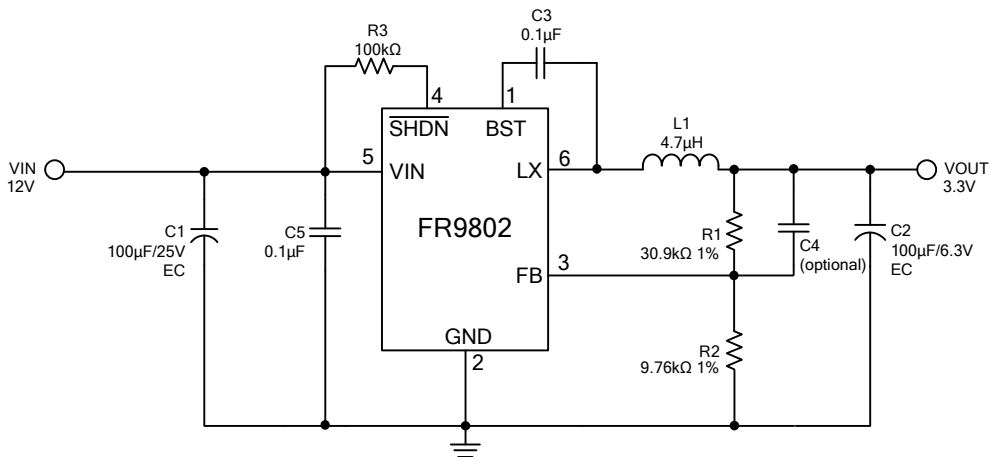 R3
100kΩ
C3
0.1μF
4
1
SHDN
BST
VIN
12V
5
VIN
LX
6
L1
4.7μH
VOUT
3.3V
FR9802
C1
100μF/25V
EC
C5
0.1μF
R1
30.9kΩ 1%
C4
(optional)
C2
100μF/6.3V
EC
FB
3
GND
2
R2
9.76kΩ 1%